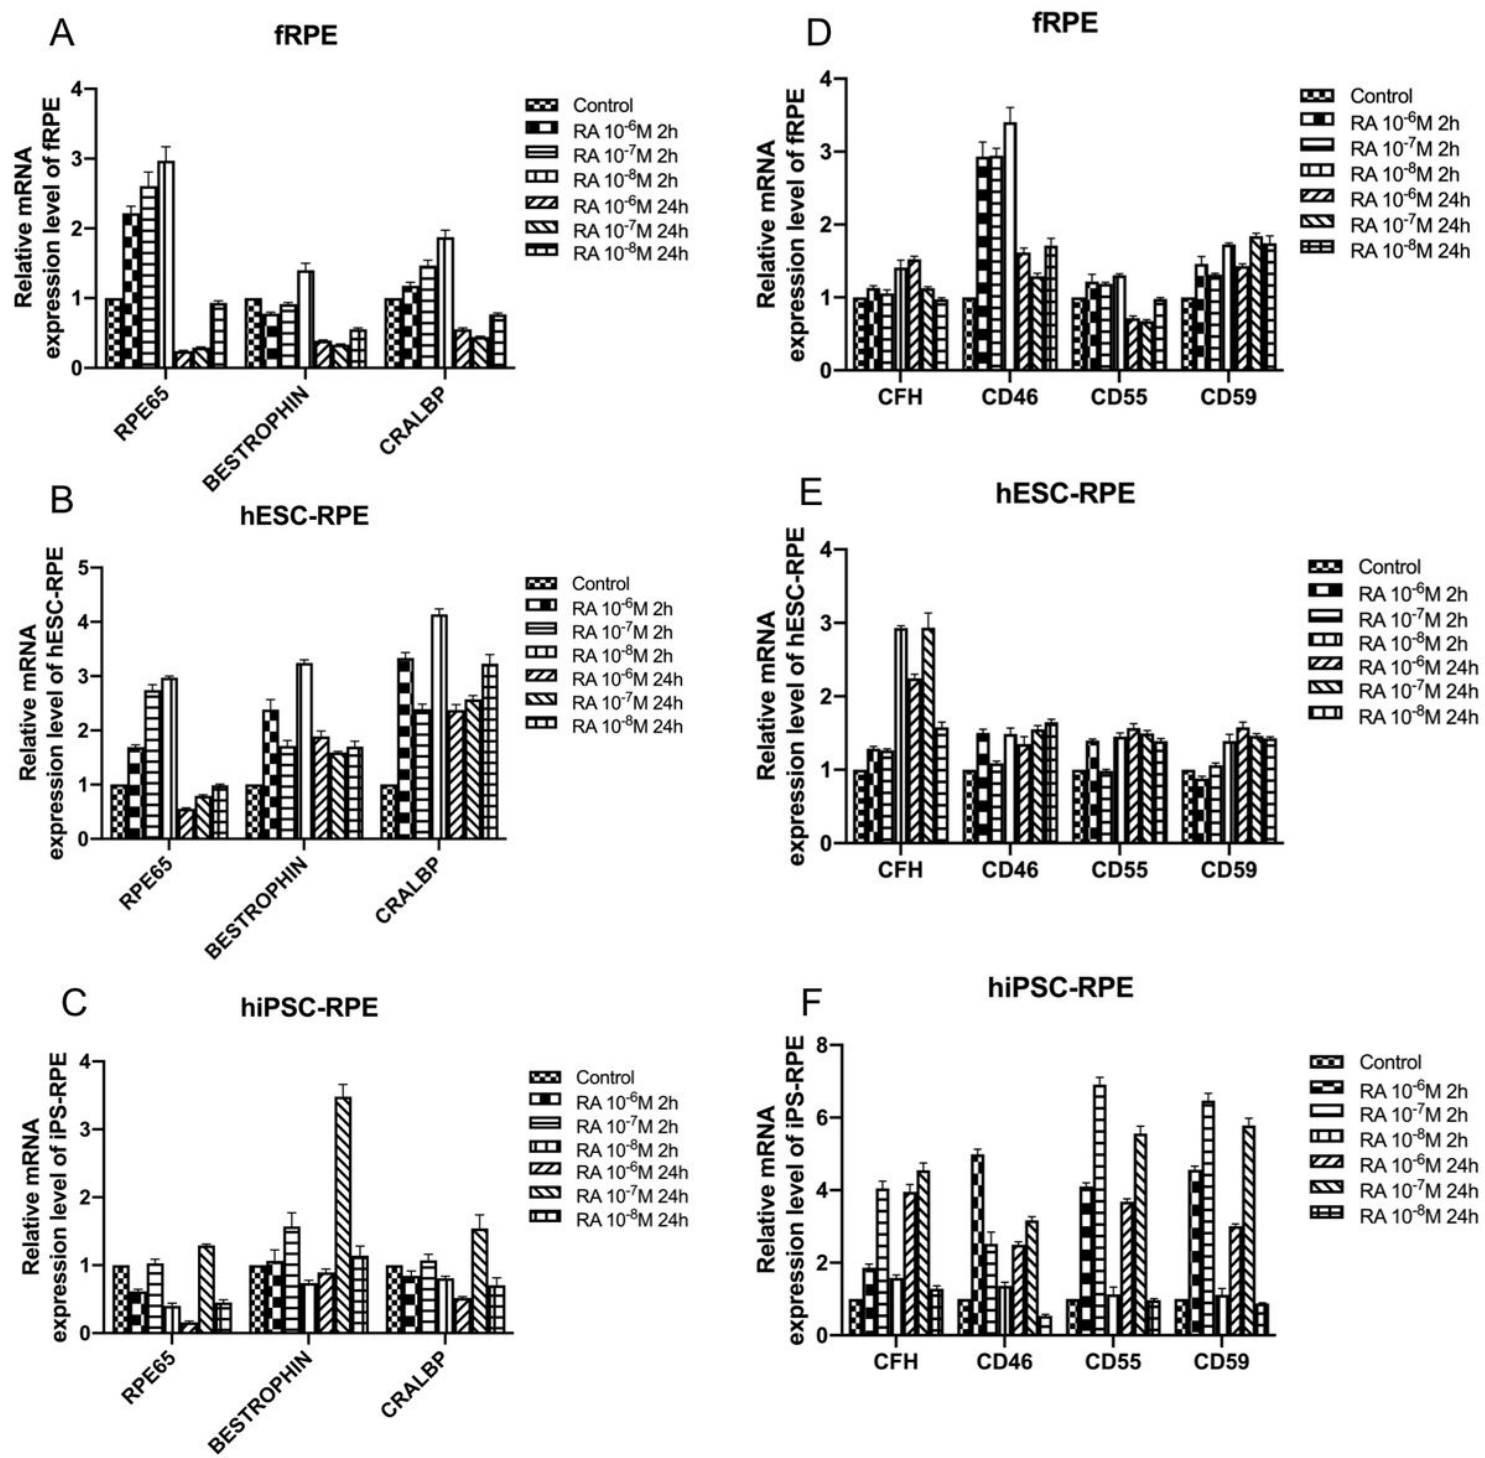 A
fRPE
Relative mRNA
expression level of fRPE
4
3
2
1
0
RPE65
BESTROPHIN
CRALBP
Control
RA 10-6M 2h
RA 10-7M 2h
RA 10-8M 2h
RA 10-6M 24h
RA 10-7M 24h
RA 10-8M 24h
D
fRPE
Relative mRNA
expression level of fRPE
4
3
2
1
0
CFH
CD46
CD55
CD59
Control
RA 10-6M 2h
RA 10-7M 2h
RA 10-8M 2h
RA 10-6M 24h
RA 10-7M 24h
RA 10-8M 24h
B
hESC-RPE
Relative mRNA
expression level of hESC-RPE
5
4
3
2
1
0
RPE65
BESTROPHIN
CRALBP
Control
RA 10-6M 2h
RA 10-7M 2h
RA 10-8M 2h
RA 10-6M 24h
RA 10-7M 24h
RA 10-8M 24h
E
hESC-RPE
Relative mRNA
expression level of hESC-RPE
4
3
2
1
0
CFH
CD46
CD55
CD59
Control
RA 10-6M 2h
RA 10-7M 2h
RA 10-8M 2h
RA 10-6M 24h
RA 10-7M 24h
RA 10-8M 24h
C
hiPSC-RPE
Relative mRNA
expression level of iPS-RPE
4
3
2
1
0
RPE65
BESTROPHIN
CRALBP
Control
RA 10-6M 2h
RA 10-7M 2h
RA 10-8M 2h
RA 10-6M 24h
RA 10-7M 24h
RA 10-8M 24h
F
hiPSC-RPE
Relative mRNA
expression level of iPS-RPE
8
6
4
2
0
CFH
CD46
CD55
CD59
Control
RA 10-6M 2h
RA 10-7M 2h
RA 10-8M 2h
RA 10-6M 24h
RA 10-7M 24h
RA 10-8M 24h